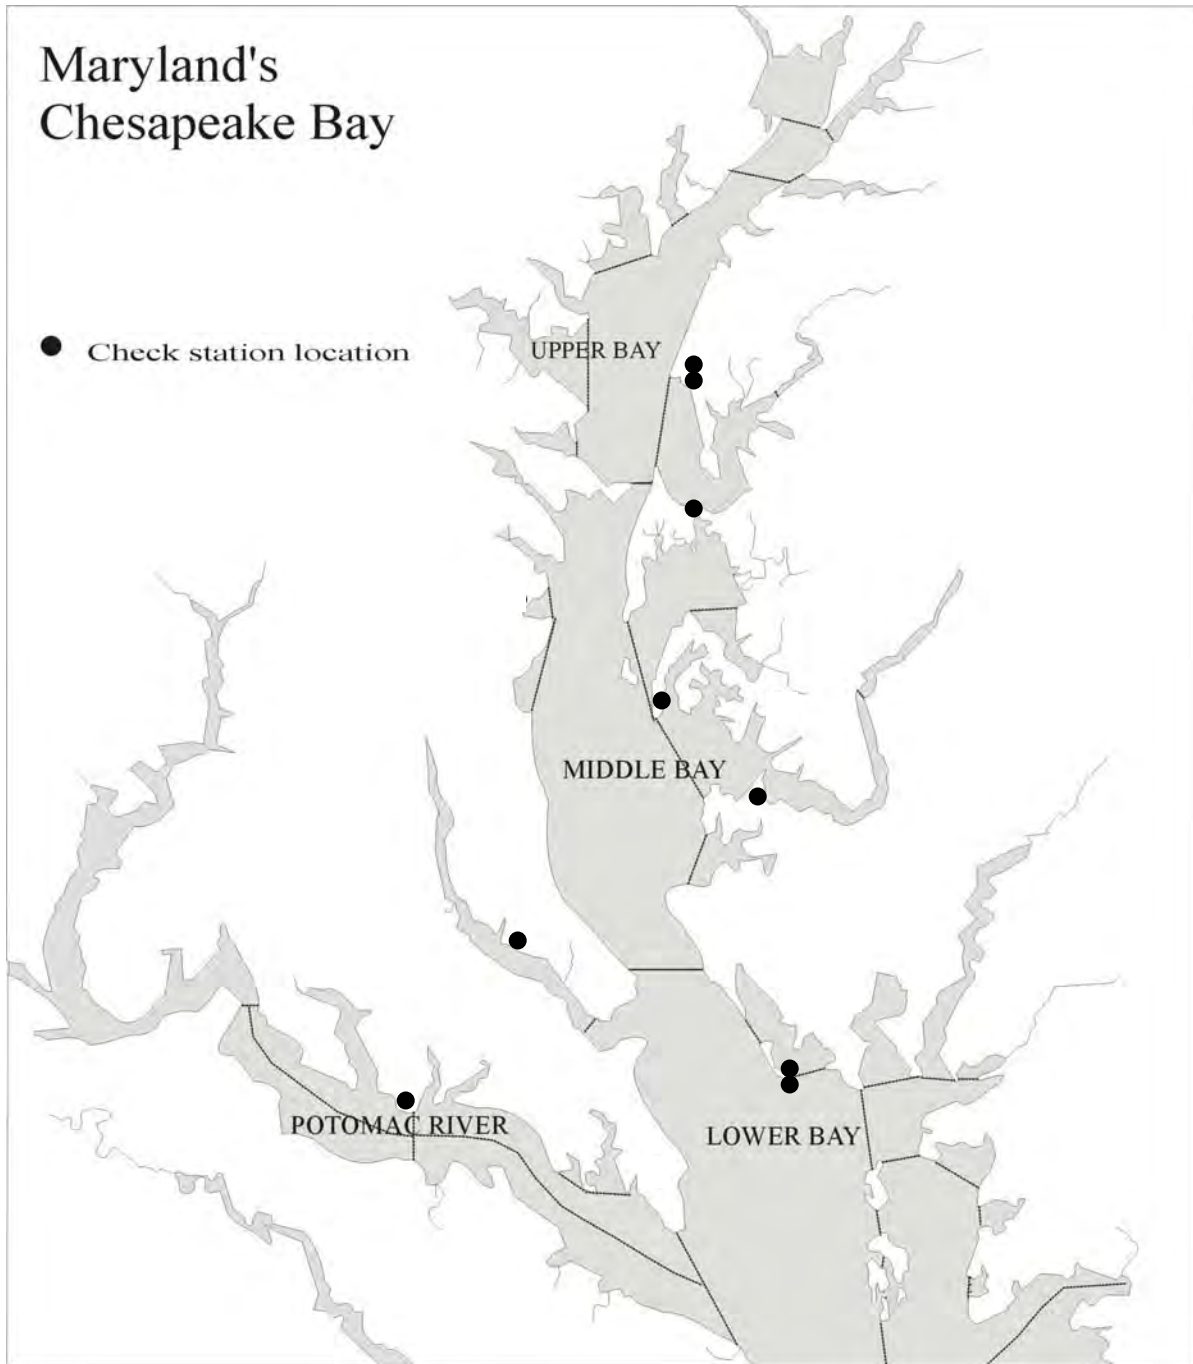 Maryland's
Chesapeake Bay
Check station location
UPPER BAY
MIDDLE BAY
POTOMAC RIVER
LOWER BAY